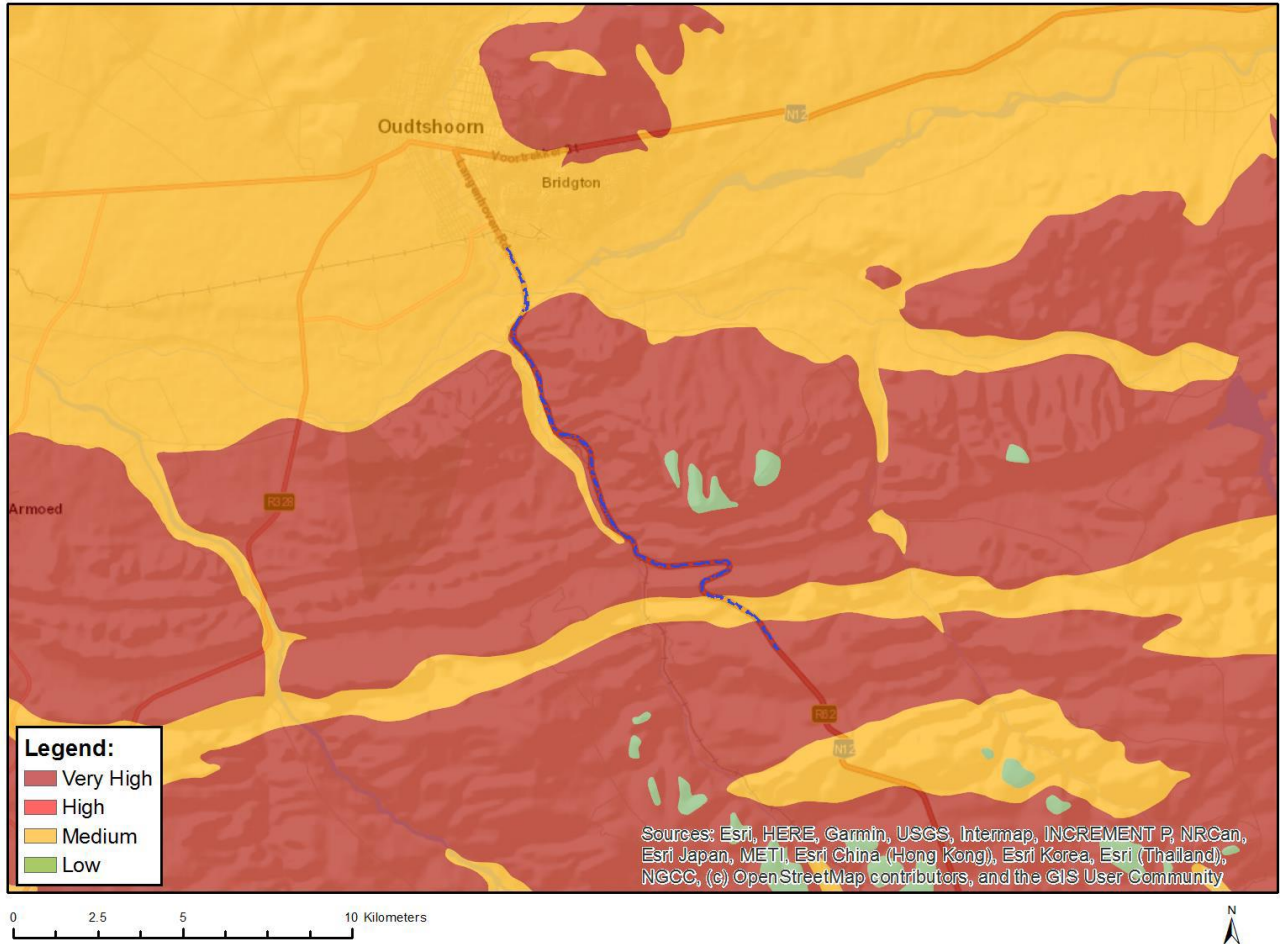 Oudtshoorn
N12
Voortrekker
Bridgton
Langenhoven Rd
R328
Armoed
R62
N12
Legend:
Very High
High
Medium
Low
Sources: Esri, HERE, Garmin, USGS, Intermap, INCREMENT P, NRCan,
Esri Japan, METI, Esri China (Hong Kong), Esri Korea, Esri (Thailand),
NGCC, (c) OpenStreetMap contributors, and the GIS User Community
0 2.5 5 10 Kilometers
N